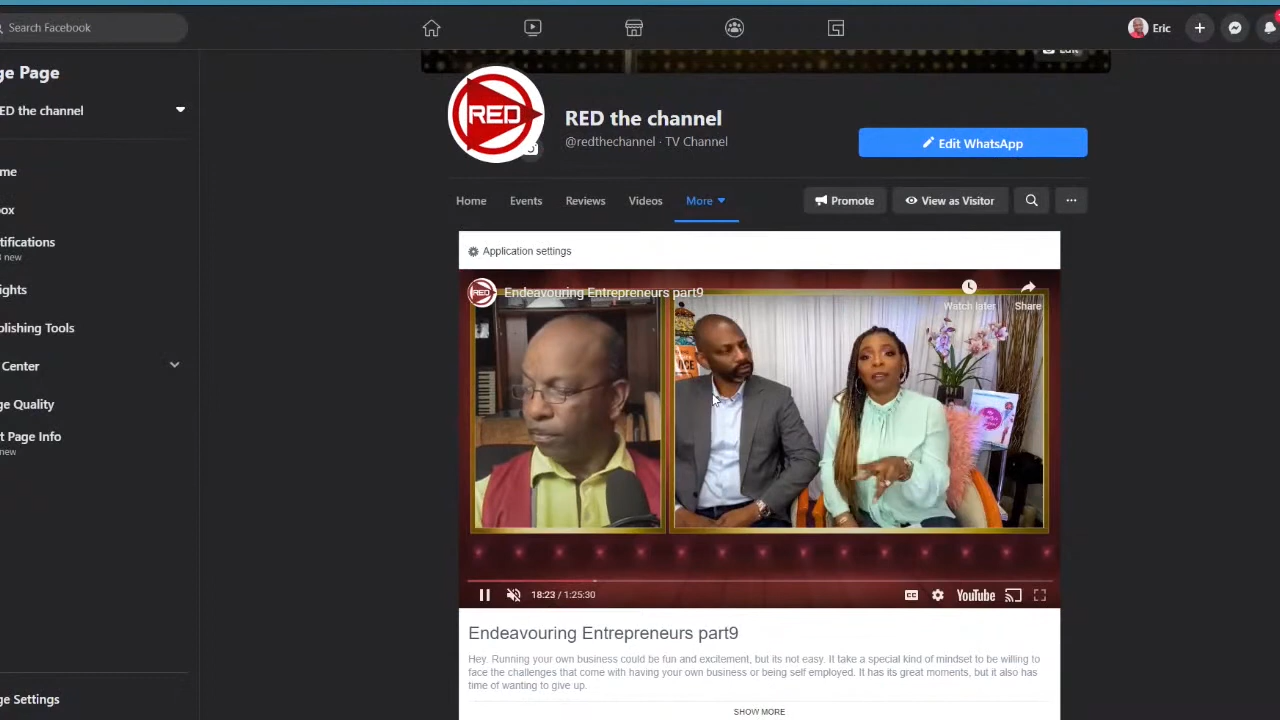 Search Facebook
Eric
ge Page
RED the channel
me
ox
tifications
new
ights
blishing Tools
Center
ge Quality
t Page Info
new
ge Settings
Edit
RED
RED the channel
@redthechannel · TV Channel
Edit WhatsApp
Home Events Reviews Videos More
Promote View as Visitor
Application settings
RED Endeavouring Entrepreneurs part9
Watch later Share
18:23 / 1:25:30
CC YouTube
Endeavouring Entrepreneurs part9
Hey. Running your own business could be fun and excitement, but its not easy. It take a special kind of mindset to be willing to
face the challenges that come with having your own business or being self employed. It has its great moments, but it also has
time of wanting to give up.
SHOW MORE